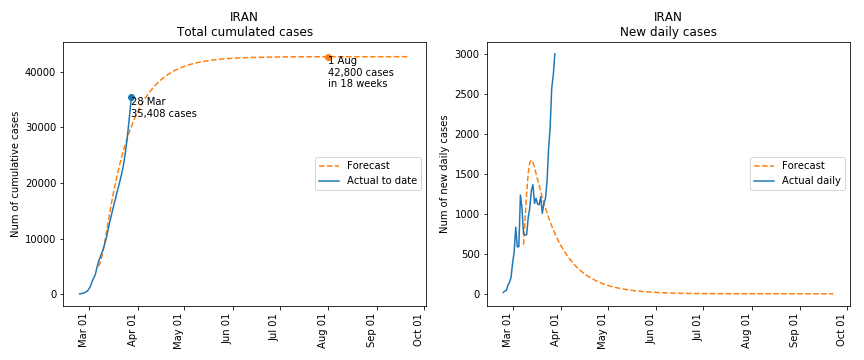 IRAN
Total cumulated cases
Num of cumulative cases
40000
30000
20000
10000
0
1 Aug
42,800 cases
in 18 weeks
28 Mar
35,408 cases
Forecast
Actual to date
Mar 01
Apr 01
May 01
Jun 01
Jul 01
Aug 01
Sep 01
Oct 01
IRAN
New daily cases
Num of new daily cases
3000
2500
2000
1500
1000
500
0
Forecast
Actual daily
Mar 01
Apr 01
May 01
Jun 01
Jul 01
Aug 01
Sep 01
Oct 01